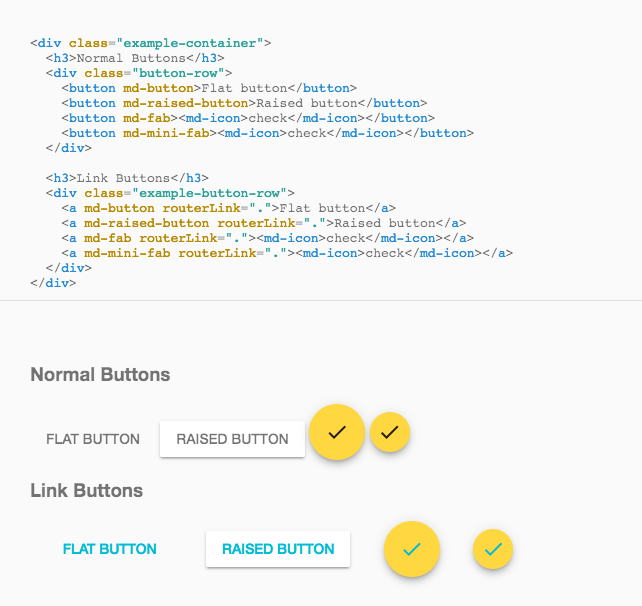 <div class="example-container">
<h3>Normal Buttons</h3>
<div class="button-row">
<button md-button>Flat button</button>
<button md-raised-button>Raised button</button>
<button md-fab><md-icon>check</md-icon></button>
<button md-mini-fab><md-icon>check</md-icon></button>
</div>
<h3>Link Buttons</h3>
<div class="example-button-row">
<a md-button routerLink=".">Flat button</a>
<a md-raised-button routerLink=".">Raised button</a>
<a md-fab routerLink="."><md-icon>check</md-icon></a>
<a md-mini-fab routerLink="."><md-icon>check</md-icon></a>
</div>
</div>
Normal Buttons
FLAT BUTTON RAISED BUTTON
Link Buttons
FLAT BUTTON RAISED BUTTON